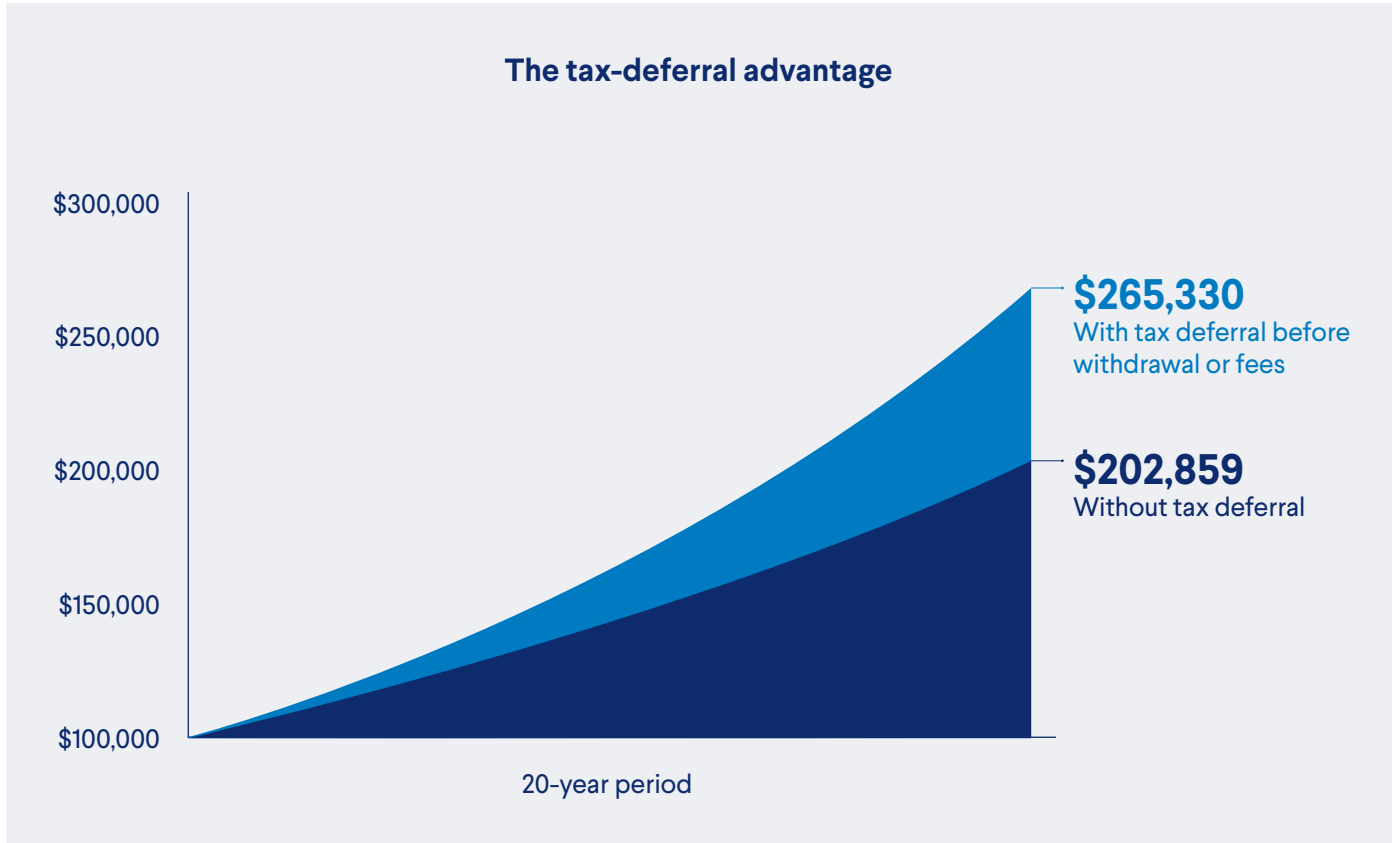 The tax-deferral advantage
$300,000
$250,000
$200,000
$150,000
$100,000
$265,330
With tax deferral before
withdrawal or fees
$202,859
Without tax deferral
20-year period